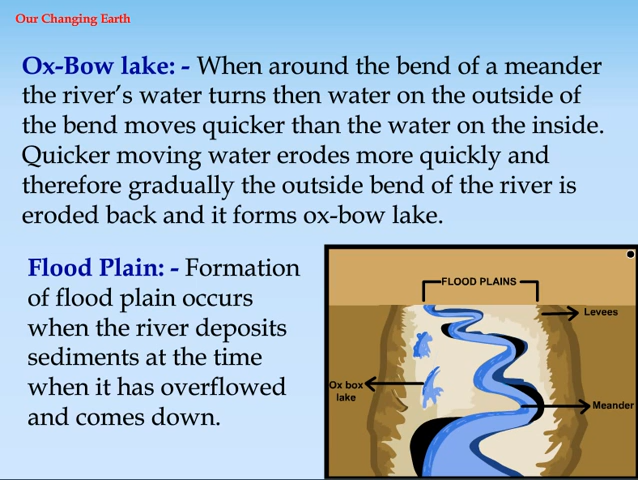 Our Changing Earth
Ox-Bow lake: - When around the bend of a meander
the river’s water turns then water on the outside of
the bend moves quicker than the water on the inside.
Quicker moving water erodes more quickly and
therefore gradually the outside bend of the river is
eroded back and it forms ox-bow lake.
Flood Plain: - Formation
of flood plain occurs
when the river deposits
sediments at the time
when it has overflowed
and comes down.
FLOOD PLAINS
Levees
Ox box
lake
Meander